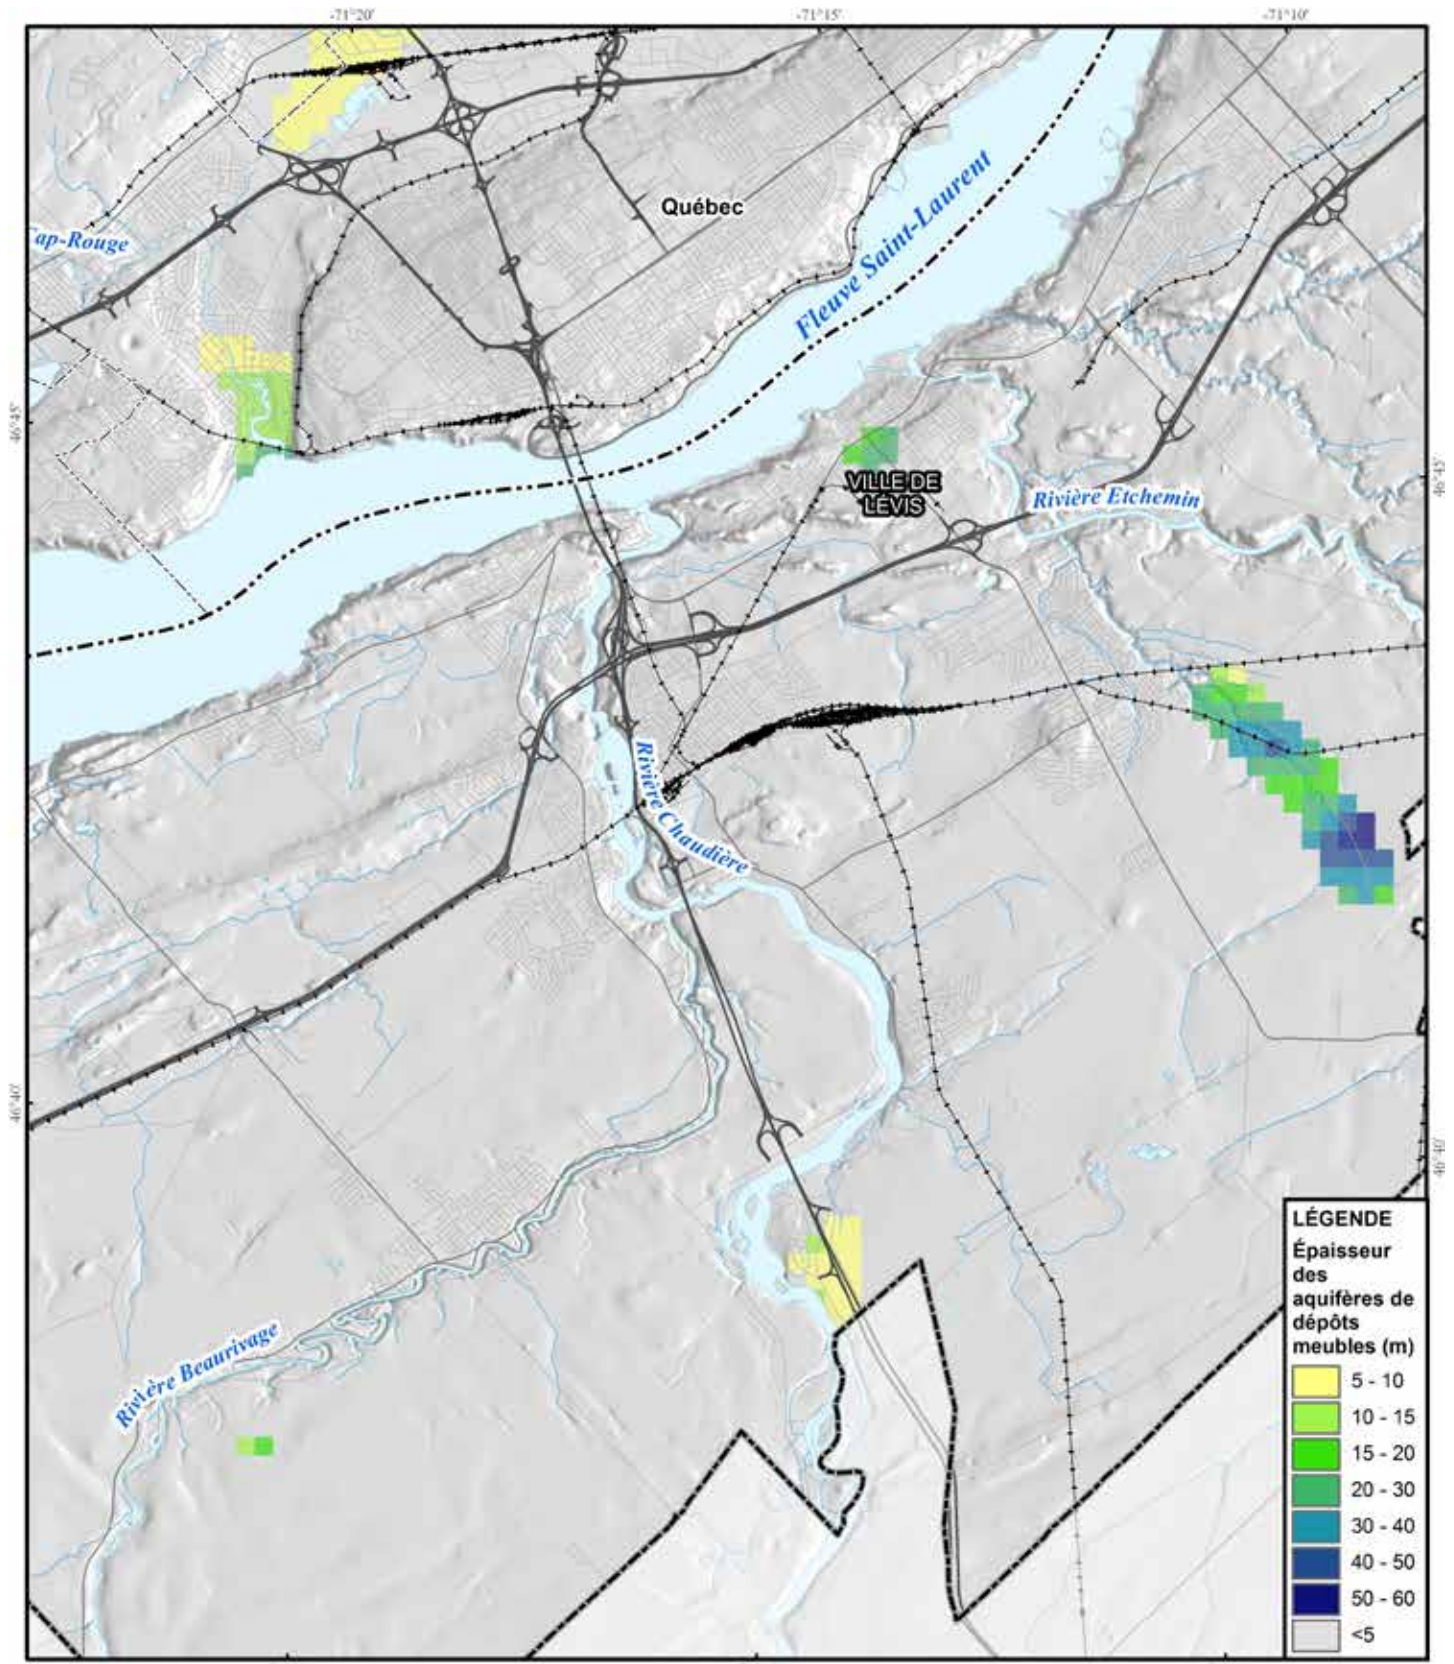 -71°20'
-71°15'
-71°10'
Québec
Fleuve Saint-Laurent
ap-Rouge
46°45'
VILLE DE
LÉVIS
Rivière Etchemin
46°45'
Rivière Chaudière
46°40'
46°40'
Rivière Beaurivage
LÉGENDE
Épaisseur
des
aquifères de
dépôts
meubles (m)
5 - 10
10 - 15
15 - 20
20 - 30
30 - 40
40 - 50
50 - 60
<5